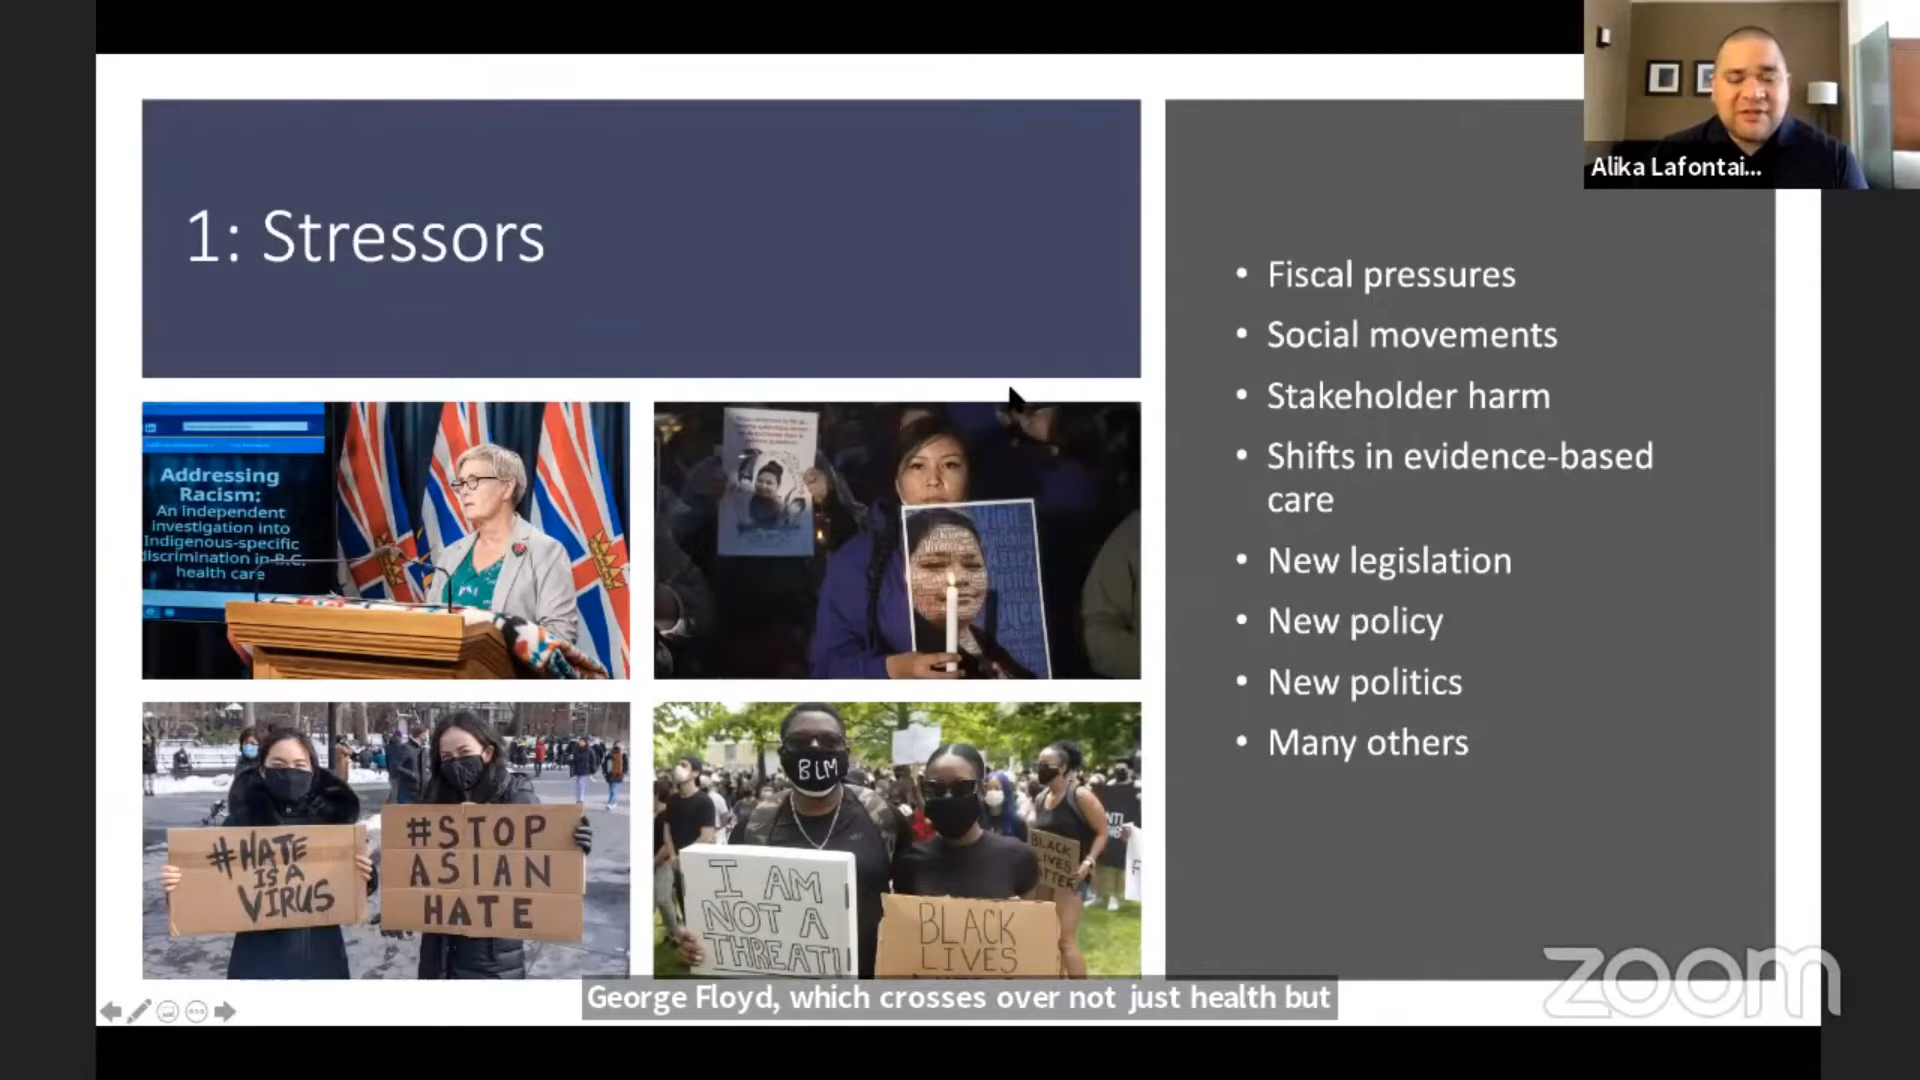 1: Stressors
Alika Lafontai...
• Fiscal pressures
• Social movements
• Stakeholder harm
• Shifts in evidence-based
care
• New legislation
• New policy
• New politics
• Many others
Addressing
Racism:
An independent
investigation into
Indigenous-specific
discrimination in B.C.
health care
#HATE
IS A
VIRUS
#STOP
ASIAN
HATE
BLM
I AM
NOT A
THREAT!
BLACK
LIVES
BLACK
LIVES
MATTER
George Floyd, which crosses over not just health but
zoom